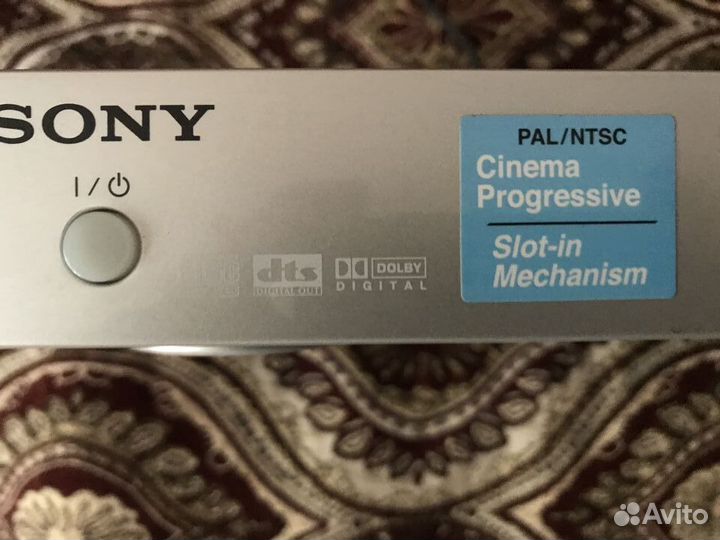 SONY
I/⏻
PAL/NTSC
Cinema
Progressive
Slot-in
Mechanism
dts
DIGITAL OUT
DOLBY
DIGITAL
Avito